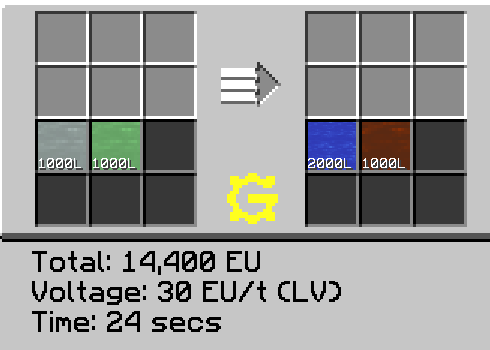 1000L 1000L 2000L 1000L
G
Total: 14,400 EU
Voltage: 30 EU/t (LV)
Time: 24 secs